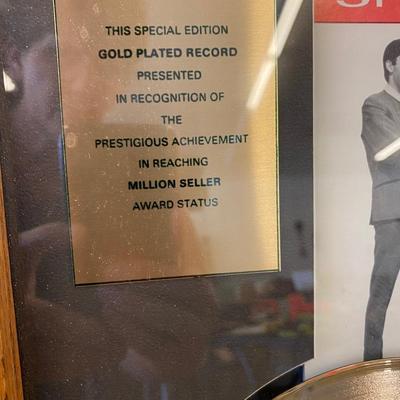 THIS SPECIAL EDITION
GOLD PLATED RECORD
PRESENTED
IN RECOGNITION OF
THE
PRESTIGIOUS ACHIEVEMENT
IN REACHING
MILLION SELLER
AWARD STATUS